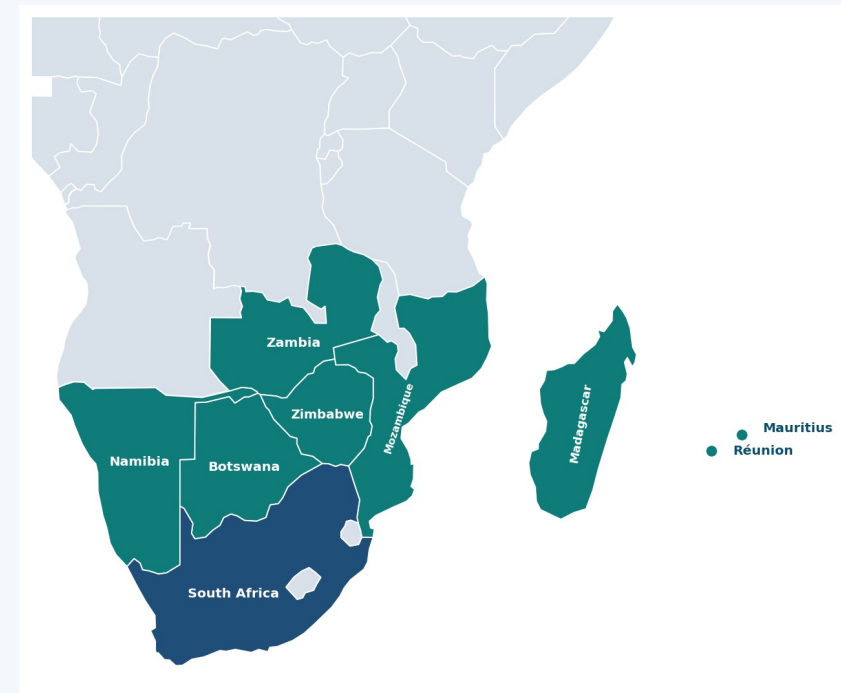 Zambia
Zimbabwe
Mozambique
Madagascar
Mauritius
Réunion
Namibia
Botswana
South Africa